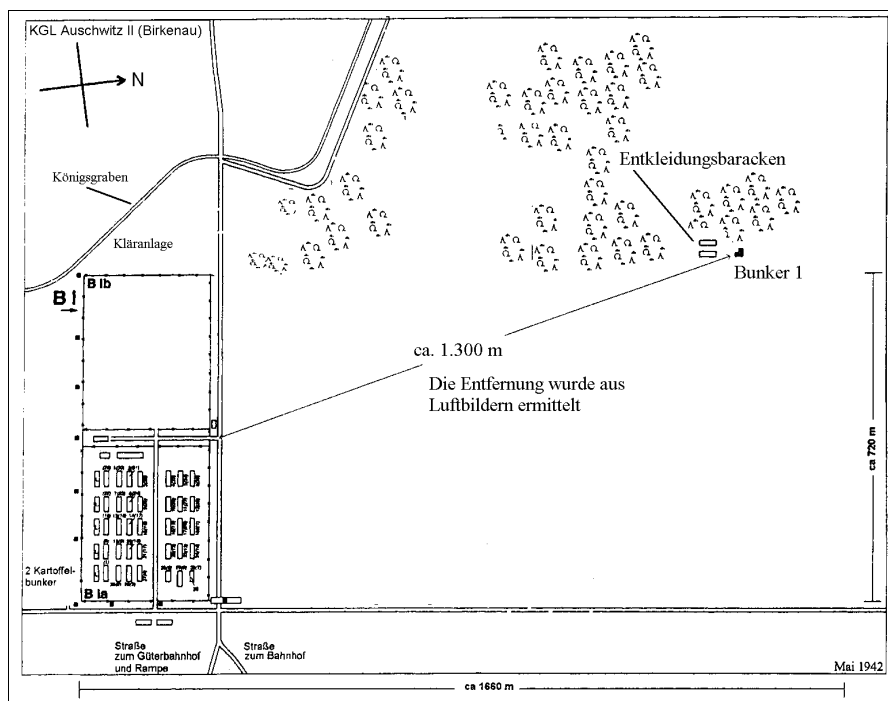 KGL Auschwitz II (Birkenau)
N
Königsgraben
Kläranlage
Entkleidungsbaracken
Bunker 1
B I
B Ib
ca. 1.300 m
Die Entfernung wurde aus
Luftbildern ermittelt
ca 720 m
2 Kartoffel-
bunker
B Ia
Straße
zum Güterbahnhof
und Rampe
Straße
zum Bahnhof
Mai 1942
ca 1660 m